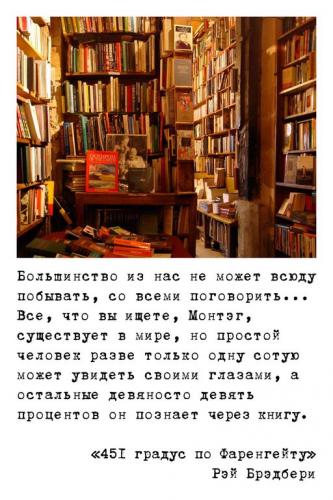 Большинство из нас не может всюду
побывать, со всеми поговорить...
Все, что вы ищете, Монтэг,
существует в мире, но простой
человек разве только одну сотую
может увидеть своими глазами, а
остальные девяносто девять
процентов он познает через книгу.
«451 градус по Фаренгейту»
Рэй Брэдбери